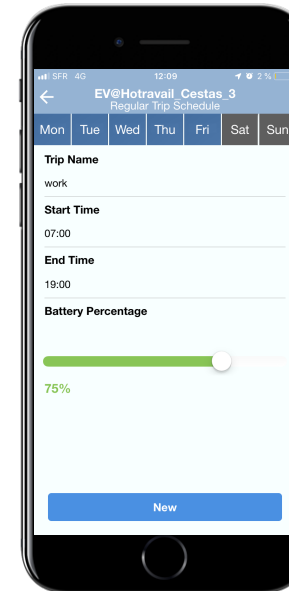 SFR 4G 12:09 2 %
EV@Hotravail_Cestas_3
Regular Trip Schedule
Mon Tue Wed Thu Fri Sat Sun
Trip Name
work
Start Time
07:00
End Time
19:00
Battery Percentage
75%
New